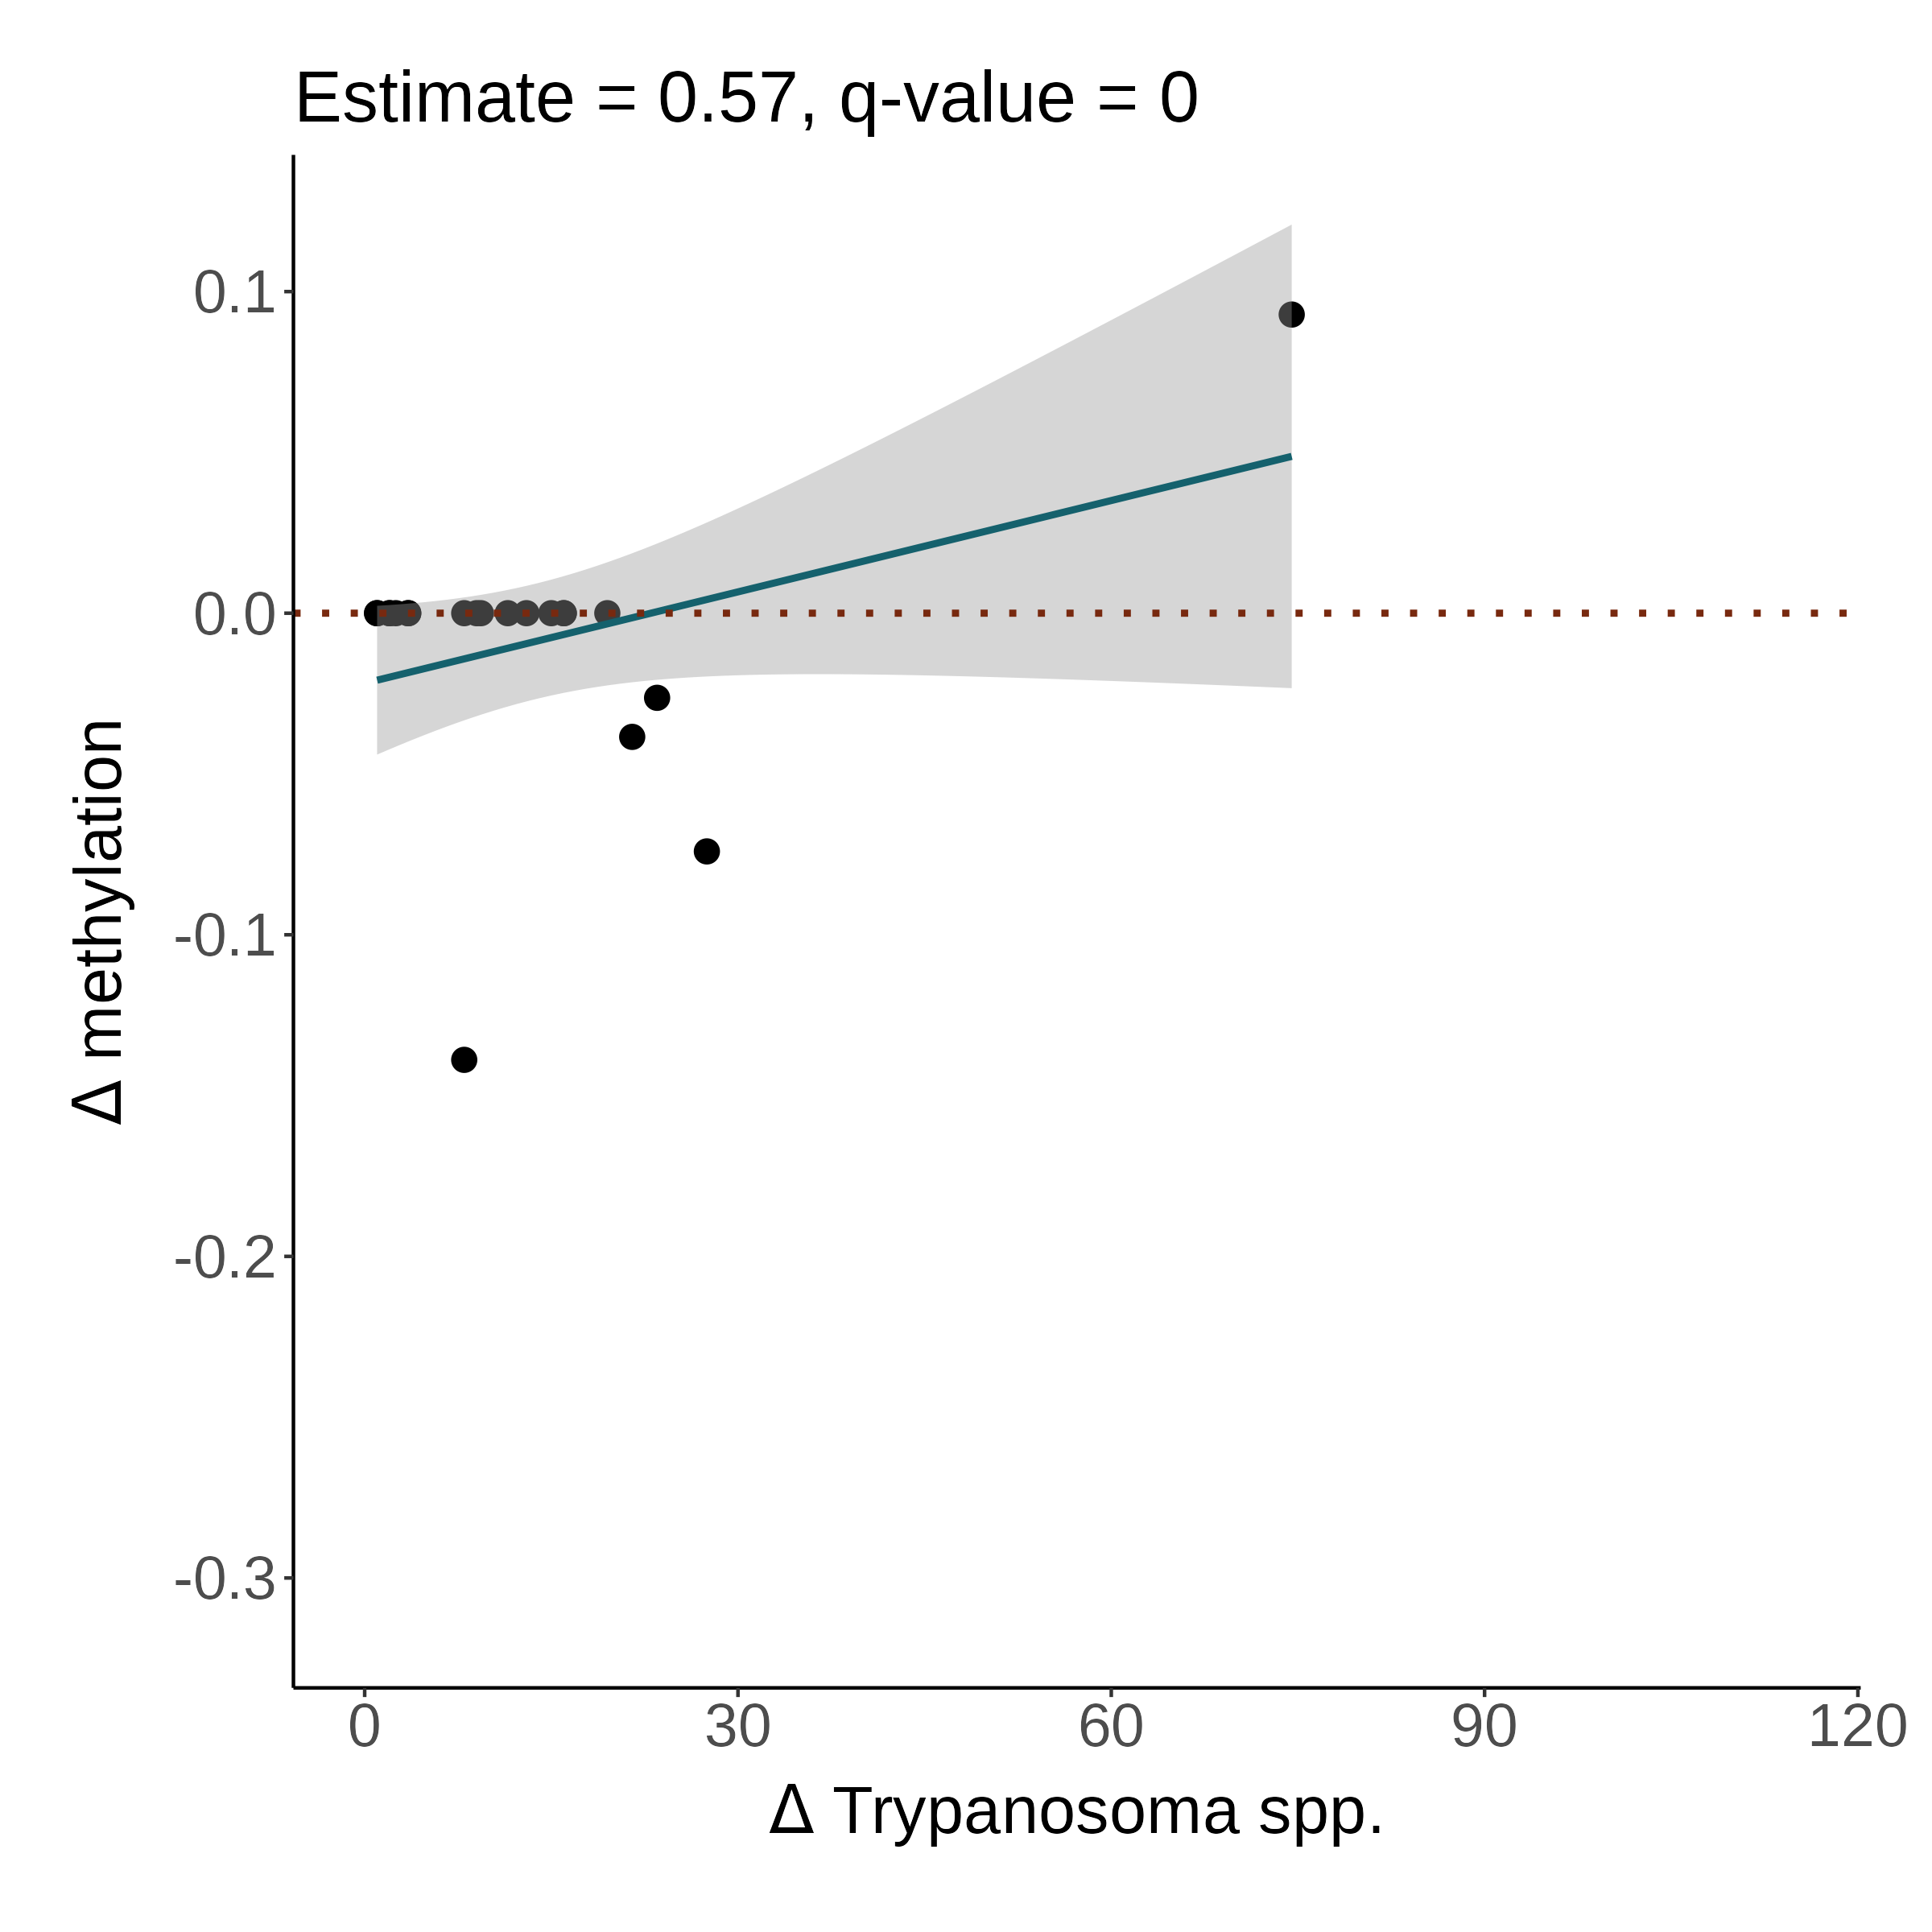 Estimate = 0.57, q-value = 0
Δ methylation
0.1
0.0
-0.1
-0.2
-0.3
0 30 60 90 120
Δ Trypanosoma spp.